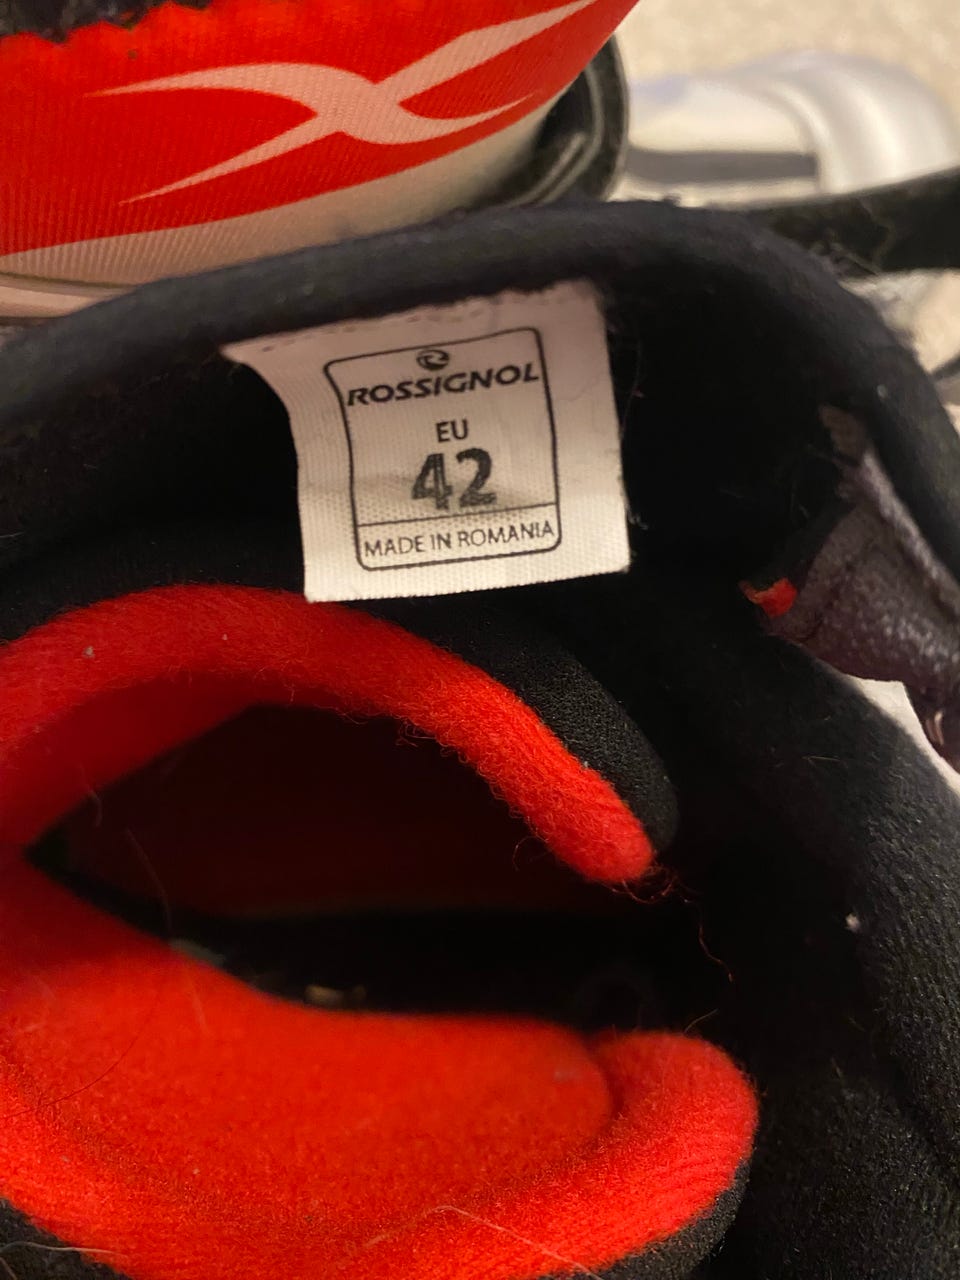 ROSSIGNOL
EU
42
MADE IN ROMANIA